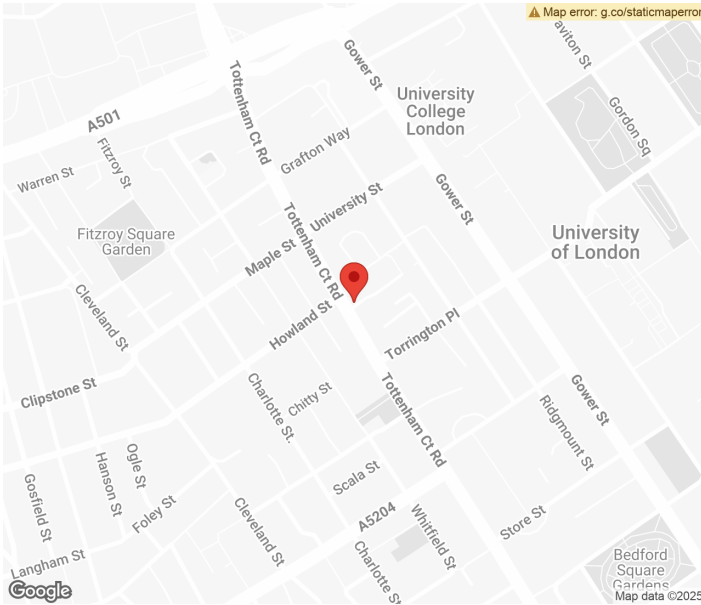 Map error: g.co/staticmaperror
aviton St
Gower St
Tottenham Ct Rd
University
College
London
Gordon Sq
A501
Grafton Way
Fitzroy St
Warren St
University St
Gower St
Tottenham Ct Rd
Fitzroy Square
Garden
Maple St
University
of London
Cleveland St
Howland St
Torrington Pl
Clipstone St
Charlotte St.
Chitty St
Tottenham Ct Rd
Gower St
Ridgmount St
Ogle St
Hanson St
Gosfield St
Foley St
Scala St
Cleveland St
A5204
Whitfield St
Store St
Langham St
Charlotte St
Bedford
Square
Gardens
Google
Map data ©2025